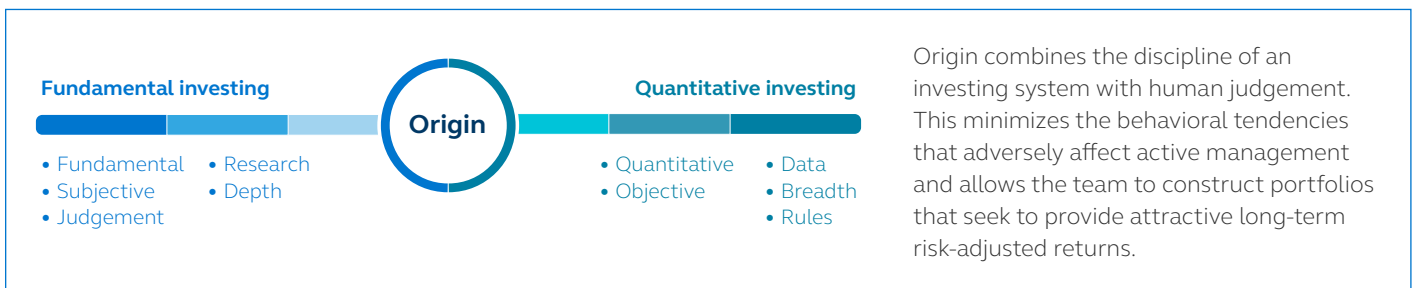 Fundamental investing
• Fundamental
• Subjective
• Judgement
• Research
• Depth
Origin
Quantitative investing
• Quantitative
• Objective
• Data
• Breadth
• Rules
Origin combines the discipline of an
investing system with human judgement.
This minimizes the behavioral tendencies
that adversely affect active management
and allows the team to construct portfolios
that seek to provide attractive long-term
risk-adjusted returns.